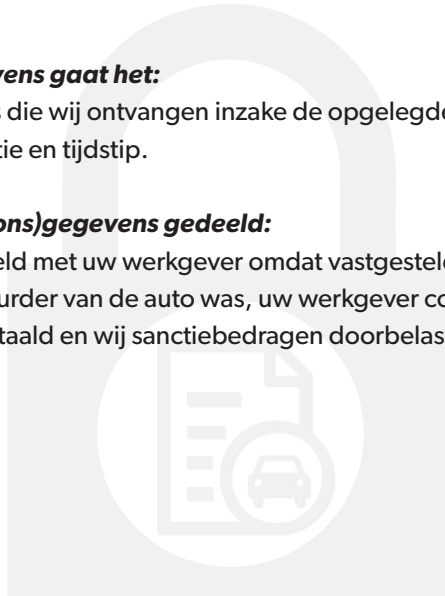 vens gaat het:
s die wij ontvangen inzake de opgelegde
tie en tijdstip.
ons)gegevens gedeeld:
eld met uw werkgever omdat vastgesteld
urder van de auto was, uw werkgever co
taald en wij sanctiebedragen doorbelas